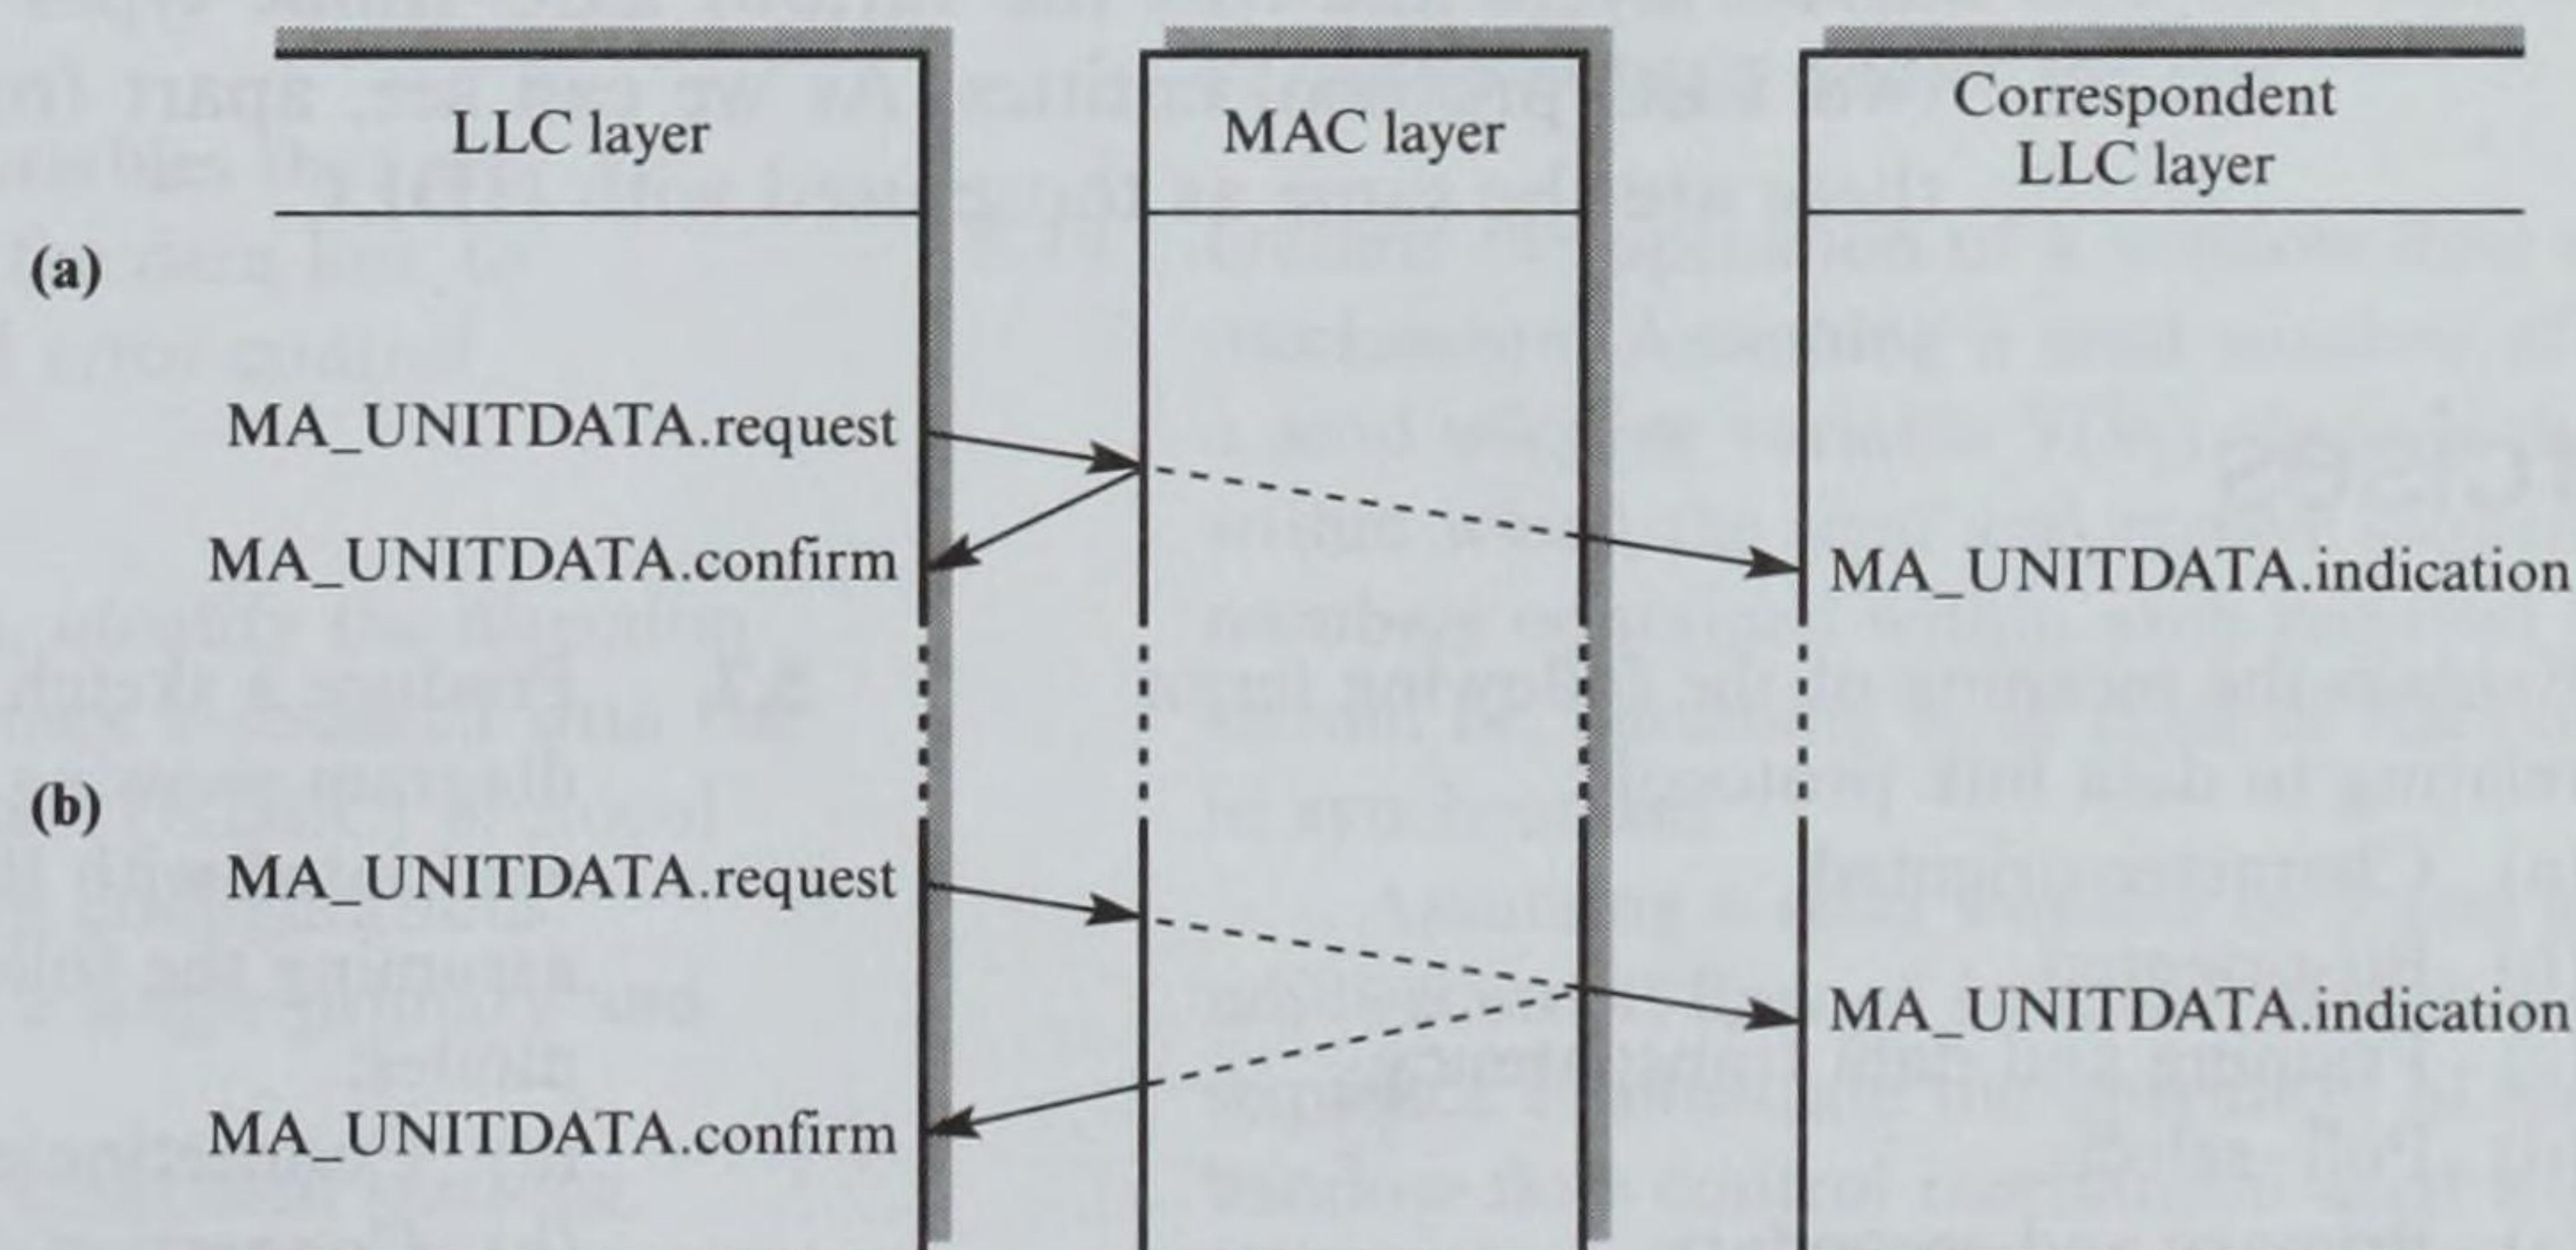 LLC layer
MAC layer
Correspondent
LLC layer
(a)
MA_UNITDATA.request
MA_UNITDATA.confirm
MA_UNITDATA.indication
(b)
MA_UNITDATA.request
MA_UNITDATA.indication
MA_UNITDATA.confirm